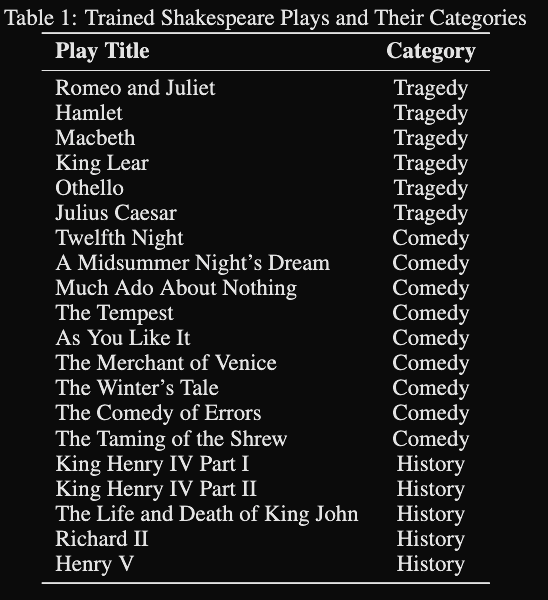 Table 1: Trained Shakespeare Plays and Their Categories
Play Title Category
Romeo and Juliet Tragedy
Hamlet Tragedy
Macbeth Tragedy
King Lear Tragedy
Othello Tragedy
Julius Caesar Tragedy
Twelfth Night Comedy
A Midsummer Night’s Dream Comedy
Much Ado About Nothing Comedy
The Tempest Comedy
As You Like It Comedy
The Merchant of Venice Comedy
The Winter’s Tale Comedy
The Comedy of Errors Comedy
The Taming of the Shrew Comedy
King Henry IV Part I History
King Henry IV Part II History
The Life and Death of King John History
Richard II History
Henry V History